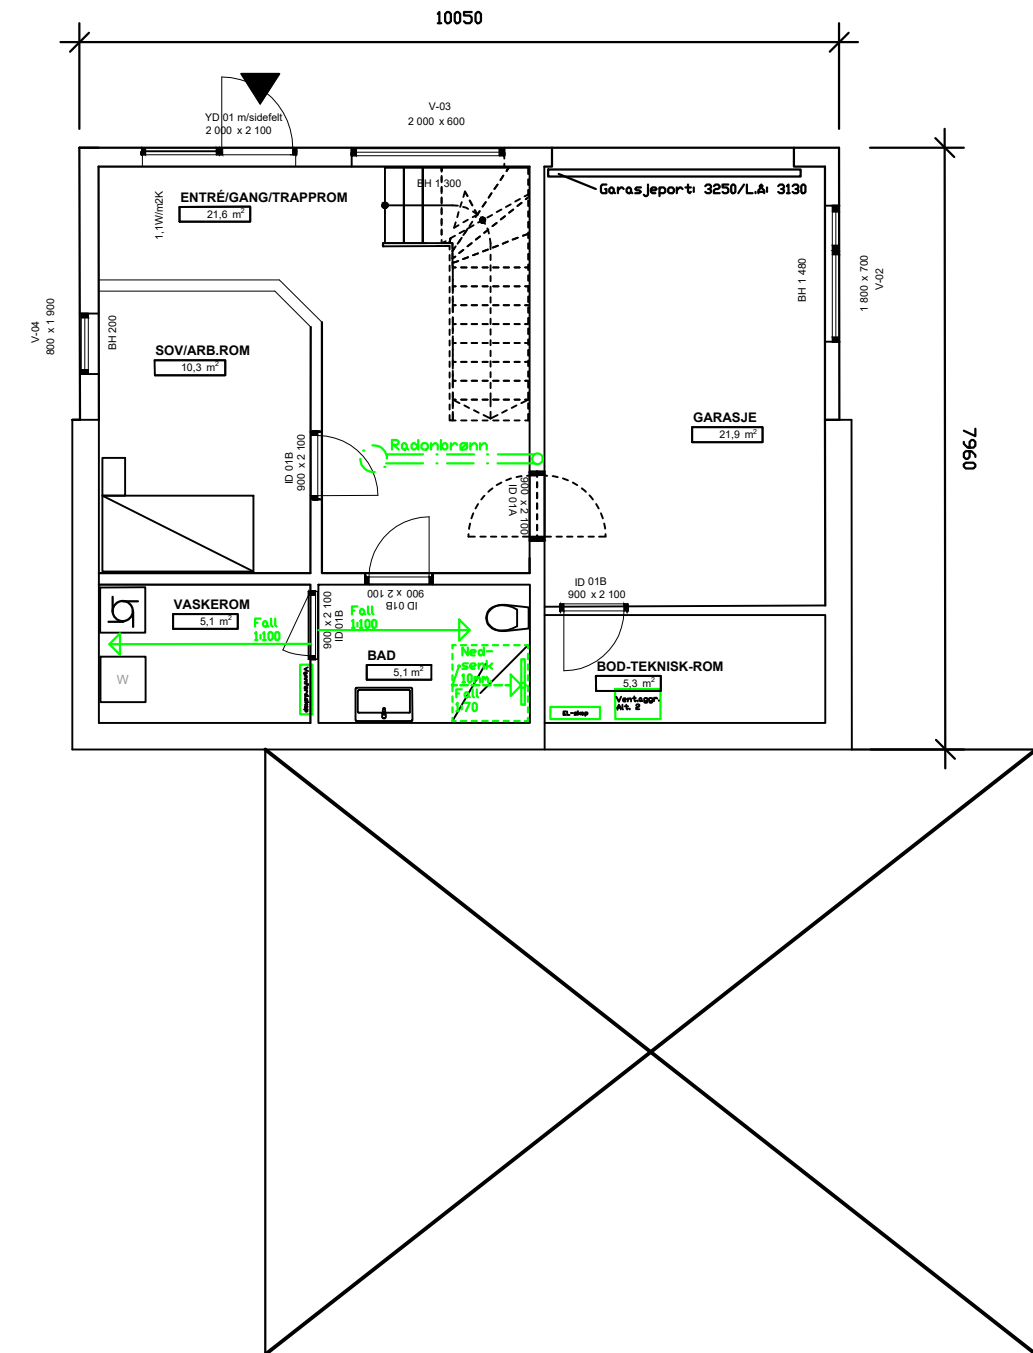 10050
YD 01 m/sidefelt
2 000 x 2 100
V-03
2 000 x 600
BH 1 300
Garasjeport: 3250/L.A: 3130
ENTRÉ/GANG/TRAPPROM
21,6 m²
1,1W/m2K
BH 1 480
1 800 x 700
V-02
V-04
800 x 1 900
BH 200
SOV/ARB.ROM
10,3 m²
GARASJE
21,9 m²
7960
Radonbrønn
ID 01B
900 x 2 100
900 x 2 100
ID 01A
ID 01B
900 x 2 100
ID 01B
900 x 2 100
VASKEROM
5,1 m²
Fall
1:100
900 x 2 100
ID 01B
Fall
1:100
BAD
5,1 m²
Ned-
senk
10mm
Fall
1:70
BOD-TEKNISK-ROM
5,3 m²
W
EL-skap
Vent.aggr.
Alt. 2